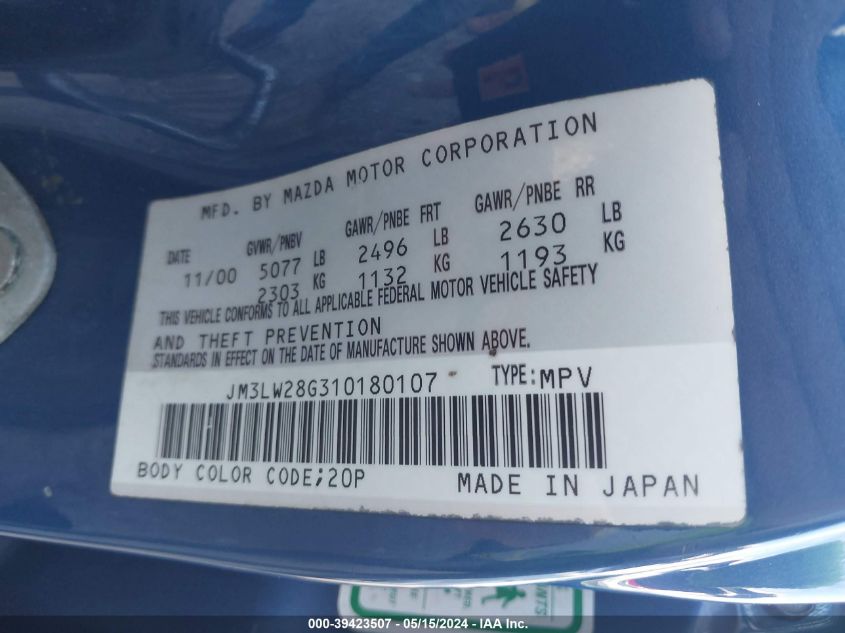 MFD. BY MAZDA MOTOR CORPORATION
DATE GVWR/PNBV GAWR/PNBE FRT GAWR/PNBE RR
11/00 5077 LB 2496 LB 2630 LB
2303 KG 1132 KG 1193 KG
THIS VEHICLE CONFORMS TO ALL APPLICABLE FEDERAL MOTOR VEHICLE SAFETY
AND THEFT PREVENTION
STANDARDS IN EFFECT ON THE DATE OF MANUFACTURE SHOWN ABOVE.
JM3LW28G310180107 TYPE:MPV
BODY COLOR CODE;20P MADE IN JAPAN
000-39423507 - 05/15/2024 - IAA Inc.